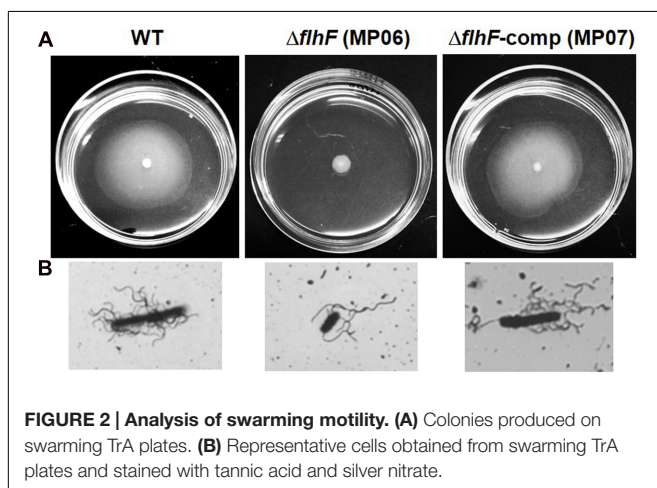 A
WT
ΔflhF (MP06)
ΔflhF-comp (MP07)
B
FIGURE 2 | Analysis of swarming motility. (A) Colonies produced on
swarming TrA plates. (B) Representative cells obtained from swarming TrA
plates and stained with tannic acid and silver nitrate.